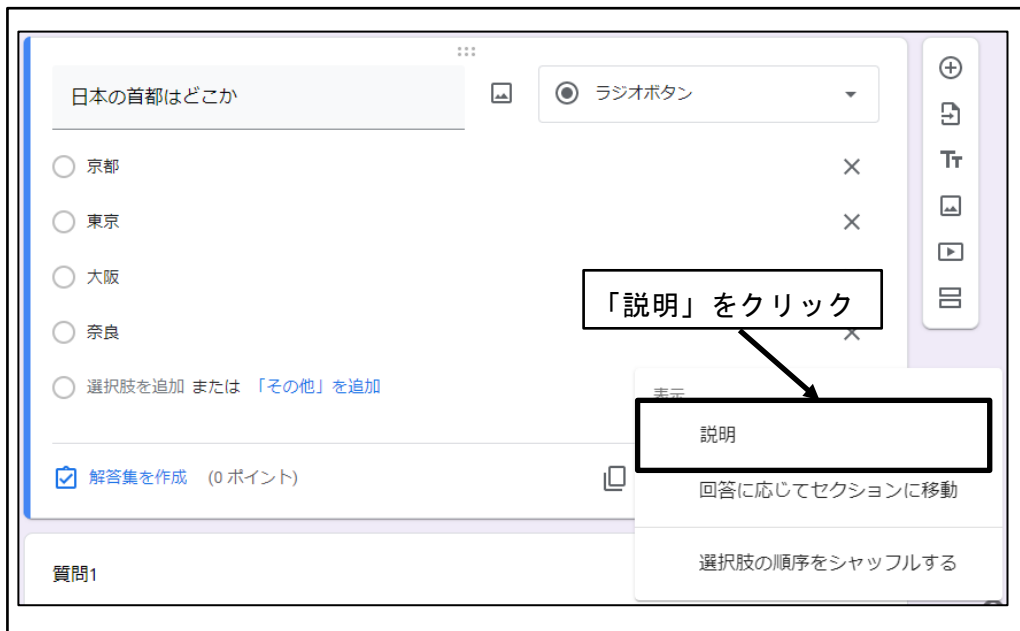 日本の首都はどこか
ラジオボタン
京都
東京
大阪
「説明」をクリック
奈良
選択肢を追加 または 「その他」を追加
表示
説明
解答集を作成 (0 ポイント)
回答に応じてセクションに移動
選択肢の順序をシャッフルする
質問1